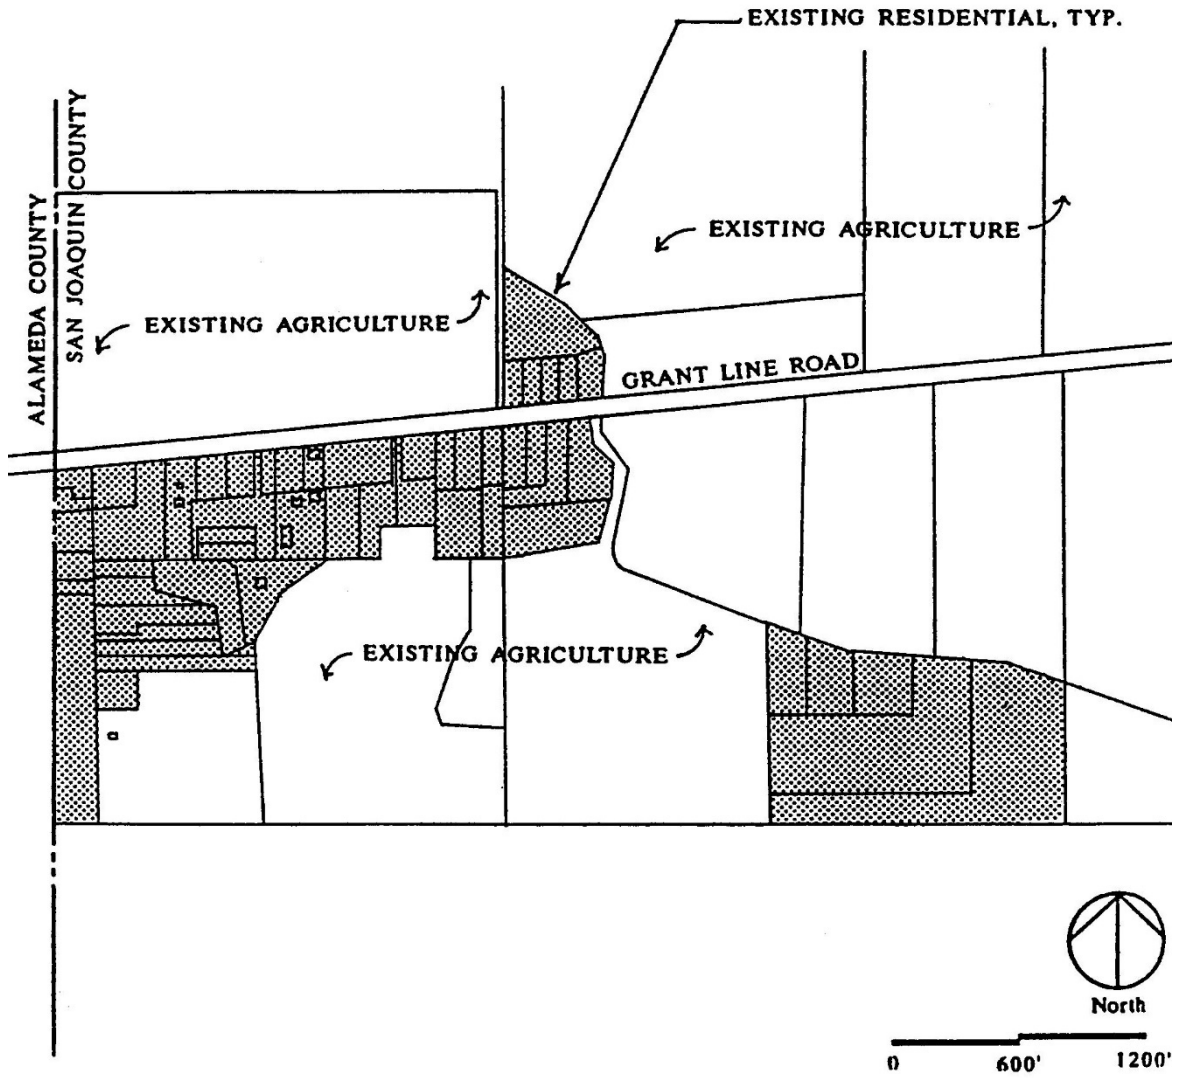 EXISTING RESIDENTIAL, TYP.
ALAMEDA COUNTY
SAN JOAQUIN COUNTY
EXISTING AGRICULTURE
EXISTING AGRICULTURE
GRANT LINE ROAD
EXISTING AGRICULTURE
North
0 600' 1200'